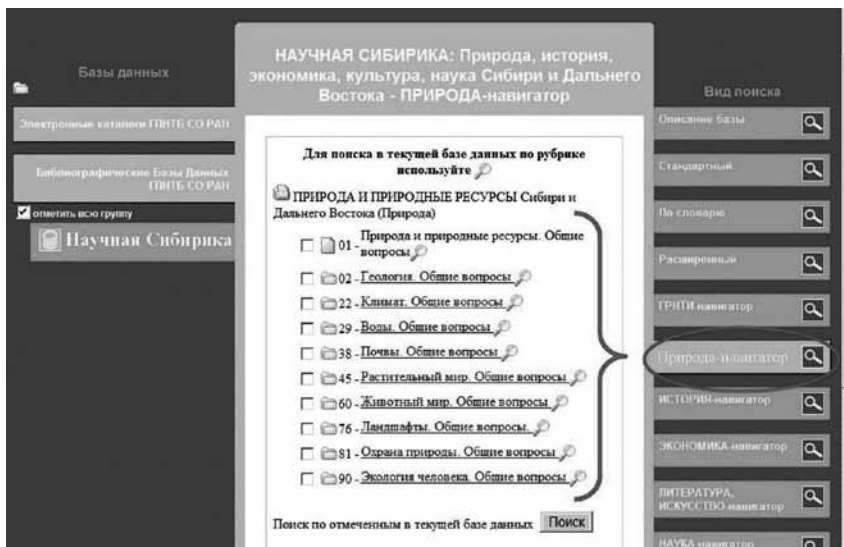 Базы данных
Электронные каталоги ГПНТБ СО РАН
Библиографические Базы Данных
ГПНТБ СО РАН
отметить всю группу
Научная Сибирика
НАУЧНАЯ СИБИРИКА: Природа, история,
экономика, культура, наука Сибири и Дальнего
Востока - ПРИРОДА-навигатор
Для поиска в текущей базе данных по рубрике
используйте
ПРИРОДА И ПРИРОДНЫЕ РЕСУРСЫ Сибири и
Дальнего Востока (Природа)
01 - Природа и природные ресурсы. Общие
вопросы
02 - Геология. Общие вопросы
22 - Климат. Общие вопросы
29 - Воды. Общие вопросы
38 - Почвы. Общие вопросы
45 - Растительный мир. Общие вопросы
60 - Животный мир. Общие вопросы
76 - Ландшафты. Общие вопросы.
81 - Охрана природы. Общие вопросы
90 - Экология человека. Общие вопросы
Поиск по отмеченным в текущей базе данных Поиск
Вид поиска
Описание базы
Стандартный
По словарю
Расширенный
ГРНТИ-навигатор
Природа-навигатор
ИСТОРИЯ-навигатор
ЭКОНОМИКА-навигатор
ЛИТЕРАТУРА,
ИСКУССТВО-навигатор
НАУКА-навигатор